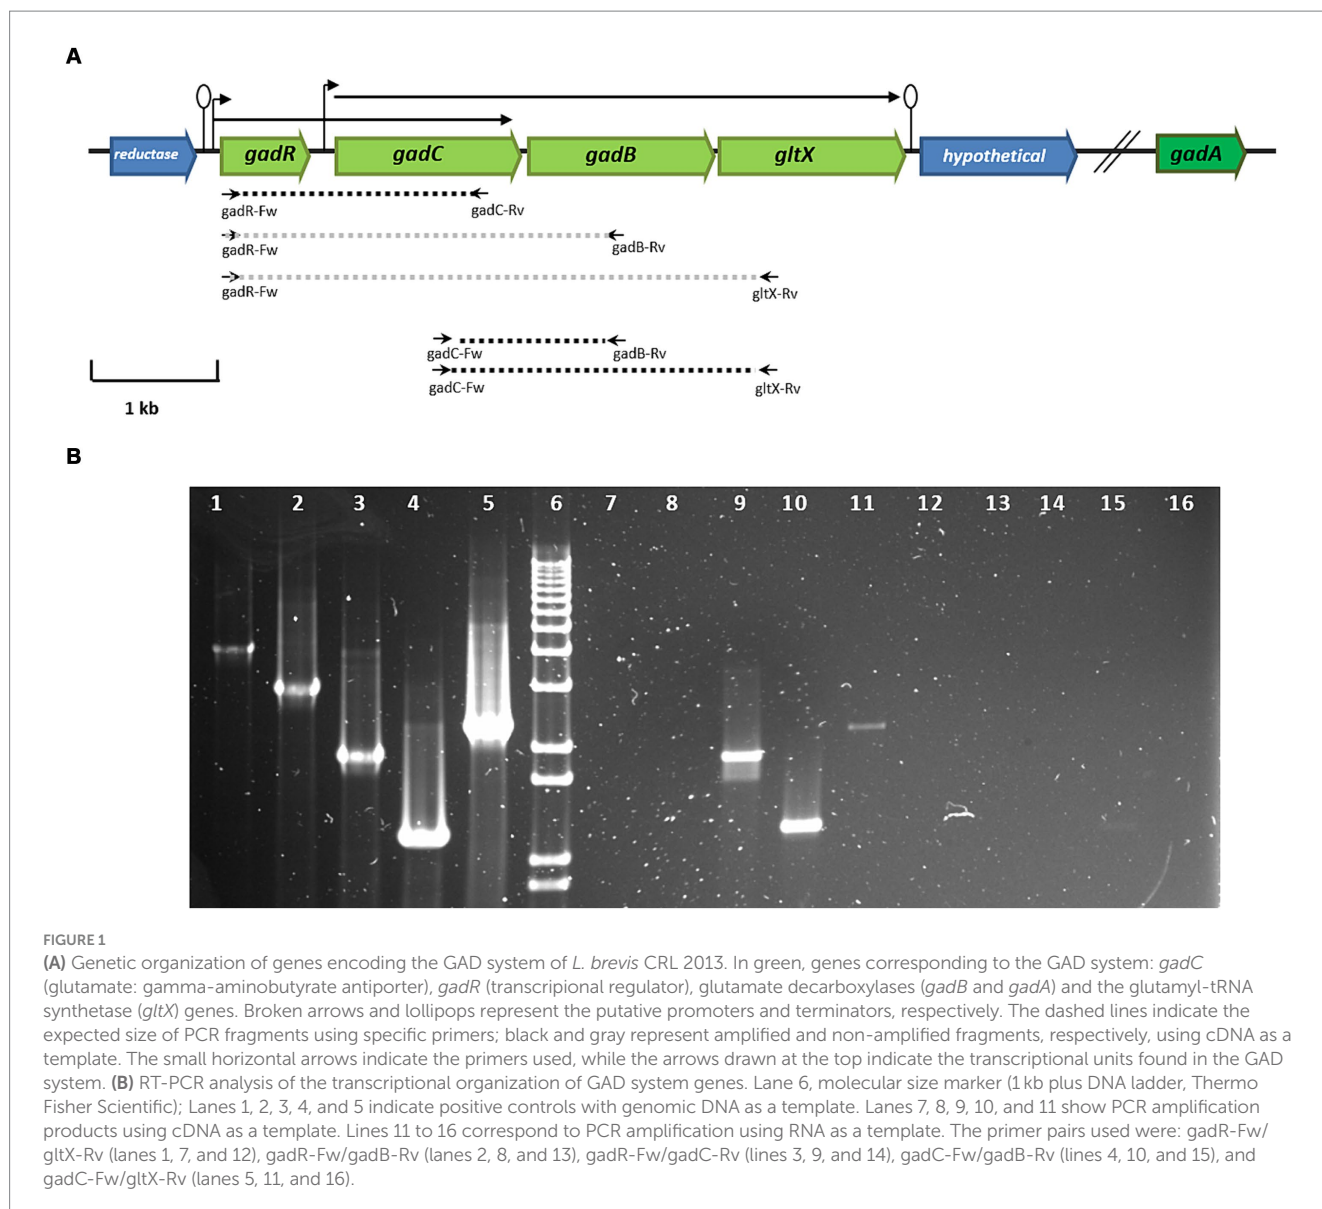 A
reductase
gadR
gadC
gadB
gltX
hypothetical
gadA
gadR-Fw
gadC-Rv
gadR-Fw
gadB-Rv
gadR-Fw
gltX-Rv
gadC-Fw
gadB-Rv
gadC-Fw
gltX-Rv
1 kb
B
1 2 3 4 5 6 7 8 9 10 11 12 13 14 15 16
FIGURE 1
(A) Genetic organization of genes encoding the GAD system of L. brevis CRL 2013. In green, genes corresponding to the GAD system: gadC
(glutamate: gamma-aminobutyrate antiporter), gadR (transcripional regulator), glutamate decarboxylases (gadB and gadA) and the glutamyl-tRNA
synthetase (gltX) genes. Broken arrows and lollipops represent the putative promoters and terminators, respectively. The dashed lines indicate the
expected size of PCR fragments using specific primers; black and gray represent amplified and non-amplified fragments, respectively, using cDNA as a
template. The small horizontal arrows indicate the primers used, while the arrows drawn at the top indicate the transcriptional units found in the GAD
system. (B) RT-PCR analysis of the transcriptional organization of GAD system genes. Lane 6, molecular size marker (1 kb plus DNA ladder, Thermo
Fisher Scientific); Lanes 1, 2, 3, 4, and 5 indicate positive controls with genomic DNA as a template. Lanes 7, 8, 9, 10, and 11 show PCR amplification
products using cDNA as a template. Lines 11 to 16 correspond to PCR amplification using RNA as a template. The primer pairs used were: gadR-Fw/
gltX-Rv (lanes 1, 7, and 12), gadR-Fw/gadB-Rv (lanes 2, 8, and 13), gadR-Fw/gadC-Rv (lines 3, 9, and 14), gadC-Fw/gadB-Rv (lines 4, 10, and 15), and
gadC-Fw/gltX-Rv (lanes 5, 11, and 16).